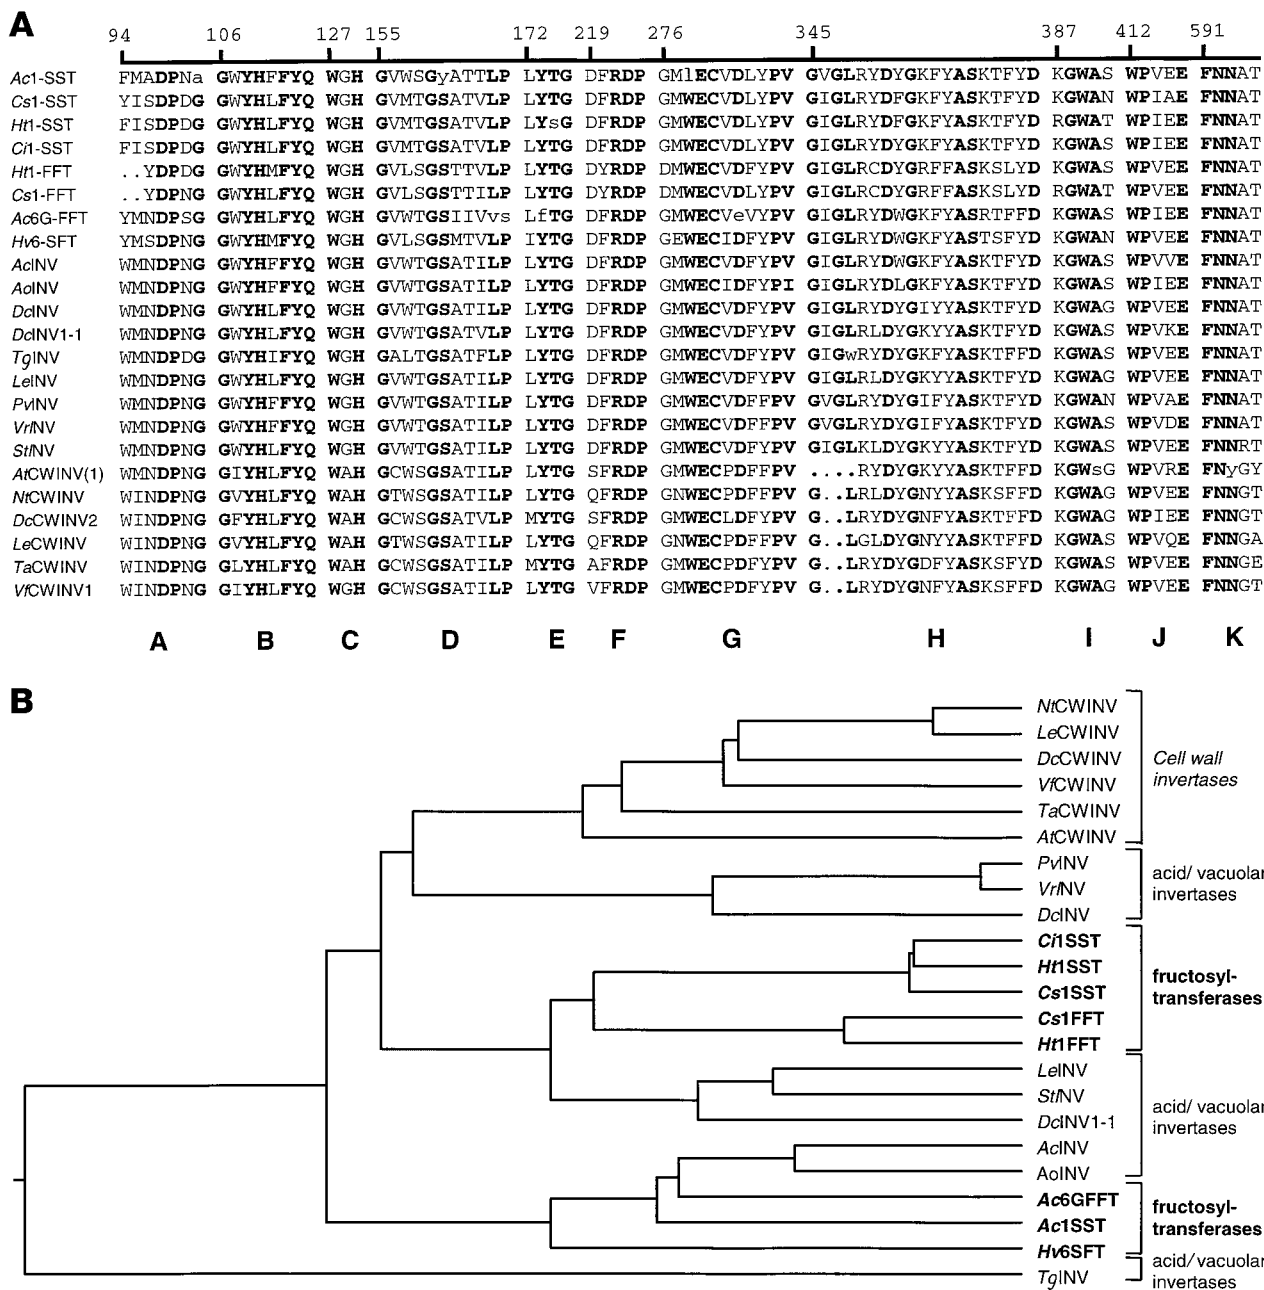 A
94 106 127 155 172 219 276 345 387 412 591
Ac1-SST FMADPNa GWYHFFYQ WGH GVWSGyATTLP LYTG DFRDP GMlECVDLYPV GVGLRYDYGKFYASKTFYD KGWAS WPVEE FNNAT
Cs1-SST YISDPDG GWYHLFYQ WGH GVMTGSATVLP LYTG DFRDP GMWECVDLYPV GIGLRYDFGKFYASKTFYD KGWAN WPIAE FNNAT
Ht1-SST FISDPDG GWYHLFYQ WGH GVMTGSATVLP LYsG DFRDP GMWECVDLYPV GIGLRYDFGKFYASKTFYD RGWAT WPIEE FNNAT
Ci1-SST FISDPDG GWYHLFYQ WGH GVMTGSATVLP LYTG DFRDP GMWECVDLYPV GIGLRYDYGKFYASKTFYD KGWAS WPIEE FNNAT
Ht1-FFT ..YDPDG GWYHMFYQ WGH GVLSGSTTVLP LYTG DYRDP DMWECVDFYPV GIGLRCDYGRFFASKSLYD KGWAS WPVEE FNNAT
Cs1-FFT ..YDPDG GWYHLFYQ WGH GVLSGSTTILP LYTG DYRDP DMWECVDFYPV GIGLRCDYGRFFASKSLYD RGWAT WPVEE FNNAT
Ac6G-FFT YMNDPSG GWYHLFYQ WGH GVWTGSIIVvs LfTG DFRDP GMWECVeVYPV GIGLRYDWGKFYASRTFFD KGWAS WPIEE FNNAT
Hv6-SFT YMSDPNG GWYHMFYQ WGH GVLSGSMTVLP IYTG DFRDP GEWECIDFYPV GIGLRYDWGKFYASTSFYD KGWAN WPVEE FNNAT
AcINV WMNDPNG GWYHFFYQ WGH GVWTGSATILP LYTG DFRDP GMWECVDFYPV GIGLRYDWGKFYASKTFYD KGWAS WPVVE FNNAT
AoINV WMNDPNG GWYHFFYQ WGH GVWTGSATILP LYTG DFRDP GMWECIDFYPI GIGLRYDLGKFYASKTFYD KGWAS WPIEE FNNAT
DcINV WMNDPNG GWYHLFYQ WGH GVWTGSATILP LYTG DFRDP GMWECVDFYPV GIGLRYDYGIYYASKTFYD KGWAG WPVEE FNNAT
DcINV1-1 WMNDPNG GWYHLFYQ WGH GVWTGSATVLP LYTG DFRDP GMWECVDFYPV GIGLRLDYGKYYASKTFYD KGWAS WPVKE FNNAT
TgINV WMNDPDG GWYHIFYQ WGH GALTGSATFLP LYTG DFRDP GMWECVDFYPV GIGwRYDYGKYYASKTFFD KGWAS WPVEE FNNAT
LeINV WMNDPNG GWYHLFYQ WGH GVWTGSATILP LYTG DFRDP GMWECVDFYPV GIGLRLDYGKYYASKTFYD KGWAG WPVEE FNNAT
PvINV WMNDPNG GWYHFFYQ WGH GVWTGSATILP LYTG DFRDP GMWECVDFFPV GVGLRYDYGIFYASKTFYD KGWAN WPVAE FNNAT
VrINV WMNDPNG GWYHFFYQ WGH GVWTGSATILP LYTG DFRDP GMWECVDFFPV GVGLRYDYGIFYASKTFYD KGWAS WPVDE FNNAT
StINV WMNDPNG GWYHLFYQ WGH GVWTGSATILP LYTG DFRDP GMWECVDFYPV GIGLKLDYGKYYASKTFYD KGWAS WPVEE FNNRT
AtCWINV(1) WMNDPNG GIYHLFYQ WAH GCWSGSATILP LYTG SFRDP GMWECPDFFPV ....RYDYGKYYASKTFFD KGWsG WPVRE FNyGY
NtCWINV WINDPNG GVYHLFYQ WAH GTWSGSATILP LYTG QFRDP GNWECPDFFPV G..LRLDYGNYYASKSFFD KGWAG WPVEE FNNGT
DcCWINV2 WINDPNG GFYHLFYQ WAH GCWSGSATVLP MYTG SFRDP GMWECLDFYPV G..LRYDYGNFYASKTFFD KGWAG WPIEE FNNGT
LeCWINV WINDPNG GVYHLFYQ WAH GTWSGSATILP LYTG QFRDP GNWECPDFFPV G..LGLDYGNYYASKTFFD KGWAS WPVQE FNNGA
TaCWINV WINDPNG GLYHLFYQ WAH GCWSGSATILP MYTG AFRDP GMWECPDFYPV G..LRYDYGDFYASKSFYD KGWAG WPVEE FNNGE
VfCWINV1 WINDPNG GIYHLFYQ WAH GCWSGSATILP LYTG VFRDP GMWECPDFYPV G..LRYDYGNFYASKTFFD KGWAG WPVEE FNNGT
A B C D E F G H I J K
B
NtCWINV
LeCWINV
DcCWINV
VfCWINV
TaCWINV
AtCWINV
Cell wall
invertases
PvINV
VrINV
DcINV
acid/ vacuolar
invertases
Ci1SST
Ht1SST
Cs1SST
Cs1FFT
Ht1FFT
fructosyl-
transferases
LeINV
StINV
DcINV1-1
AcINV
AoINV
acid/ vacuolar
invertases
Ac6GFFT
Ac1SST
Hv6SFT
fructosyl-
transferases
TgINV
acid/ vacuolar
invertases